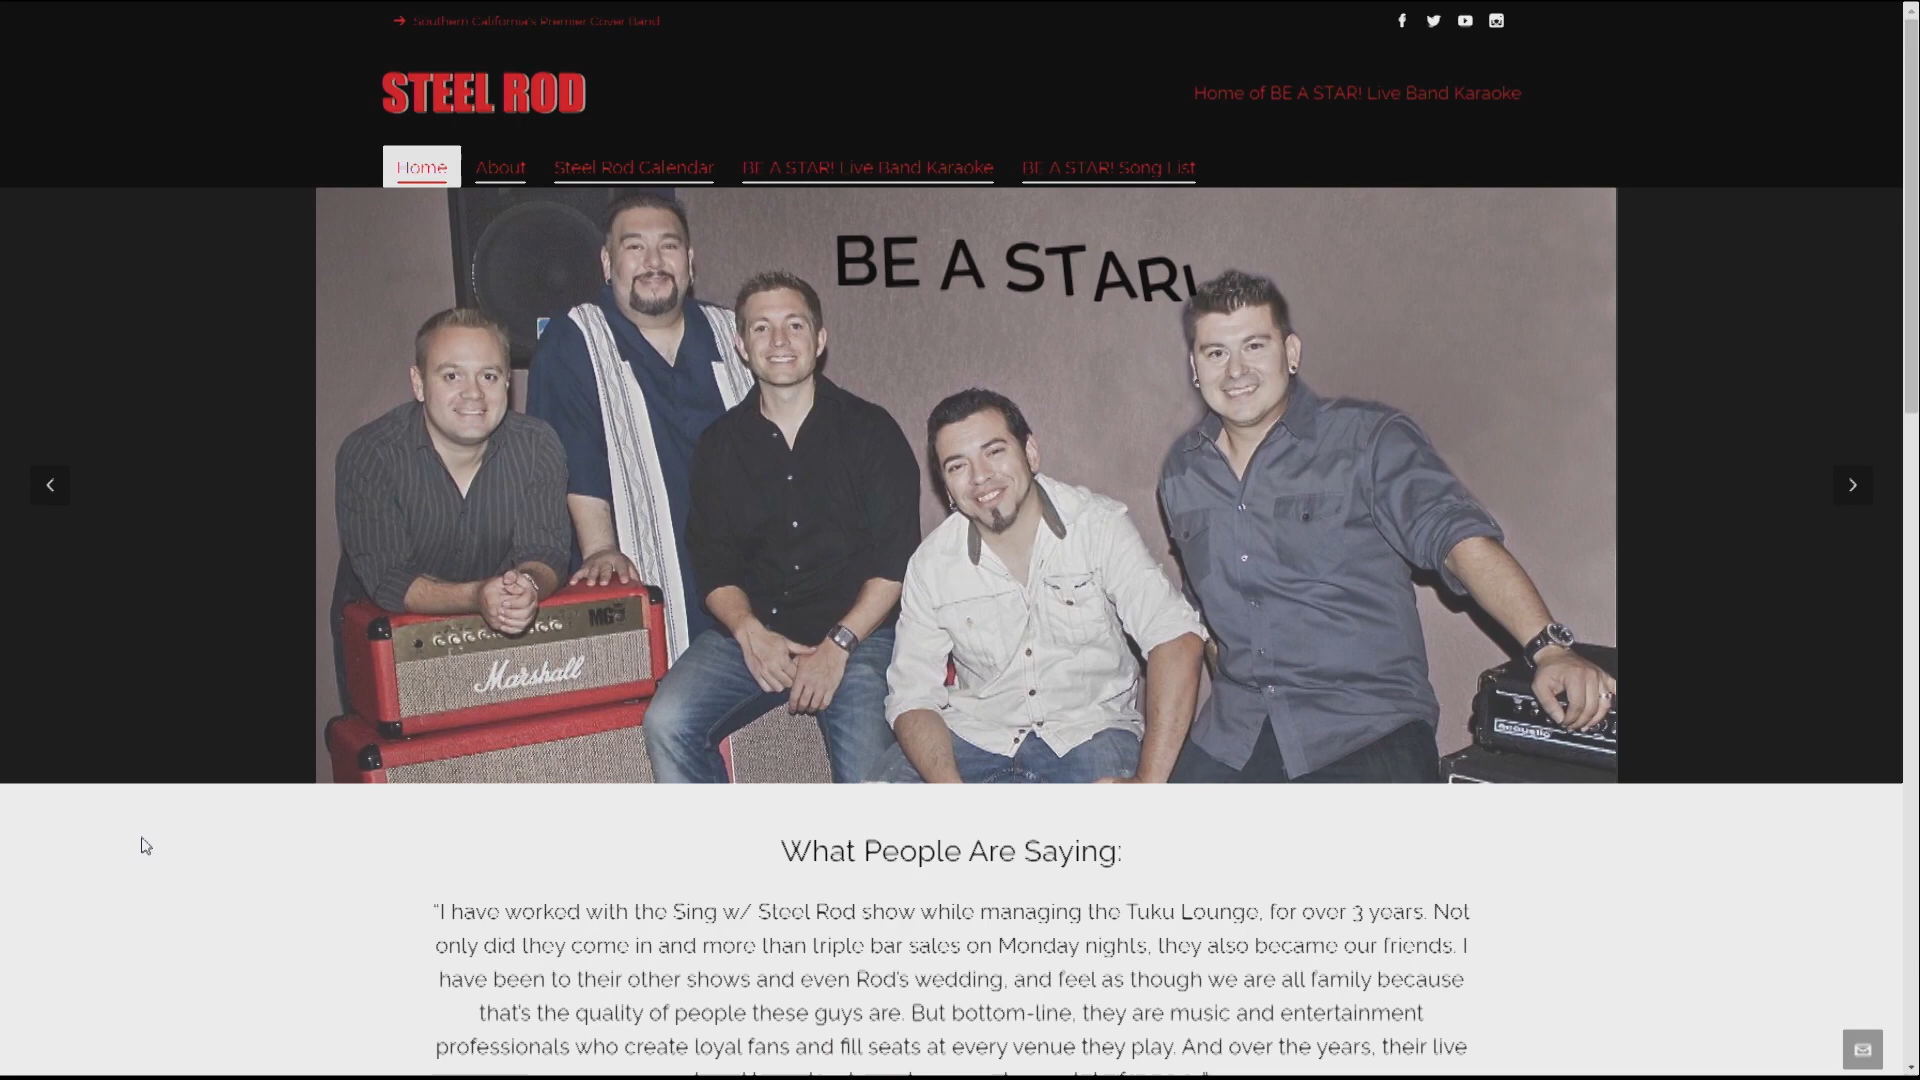 Southern California's Premier Cover Band
STEEL ROD
Home of BE A STAR! Live Band Karaoke
Home About Steel Rod Calendar BE A STAR! Live Band Karaoke BE A STAR! Song List
BE A STAR!
MG
Marshall
acoustic
What People Are Saying:
“I have worked with the Sing w/ Steel Rod show while managing the Tuku Lounge, for over 3 years. Not
only did they come in and more than triple bar sales on Monday nights, they also became our friends. I
have been to their other shows and even Rod's wedding, and feel as though we are all family because
that's the quality of people these guys are. But bottom-line, they are music and entertainment
professionals who create loyal fans and fill seats at every venue they play. And over the years, their live